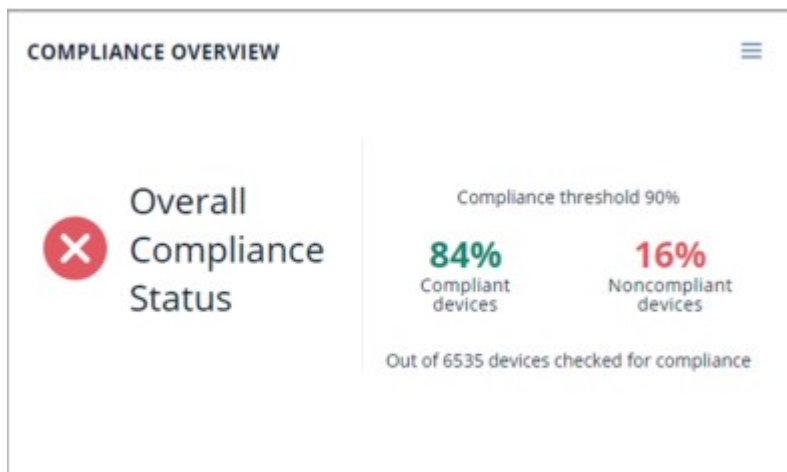 COMPLIANCE OVERVIEW
Overall
Compliance
Status
Compliance threshold 90%
84%
Compliant
devices
16%
Noncompliant
devices
Out of 6535 devices checked for compliance